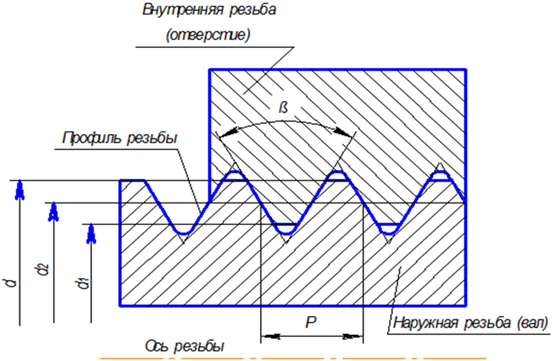 Внутренняя резьба
(отверстие)
ß
Профиль резьбы
d
d2
d1
P
Наружная резьба (вал)
Ось резьбы